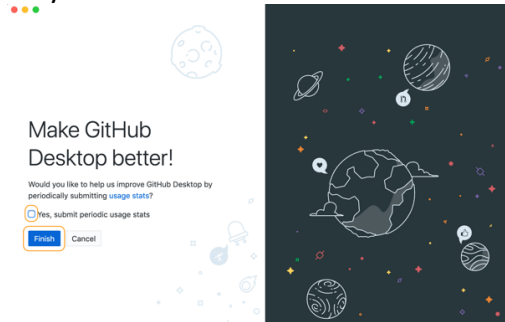 Make GitHub
Desktop better!
Would you like to help us improve GitHub Desktop by
periodically submitting usage stats?
Yes, submit periodic usage stats
Finish Cancel